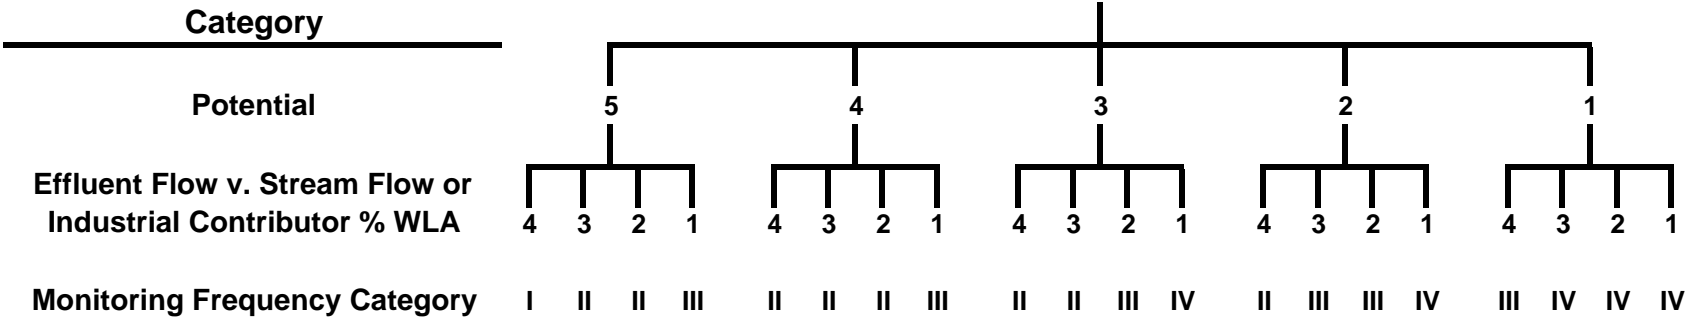 Category
Potential 5 4 3 2 1
Effluent Flow v. Stream Flow or
Industrial Contributor % WLA 4 3 2 1 4 3 2 1 4 3 2 1 4 3 2 1 4 3 2 1
Monitoring Frequency Category I II II III II II II III II II III IV II III III IV III IV IV IV